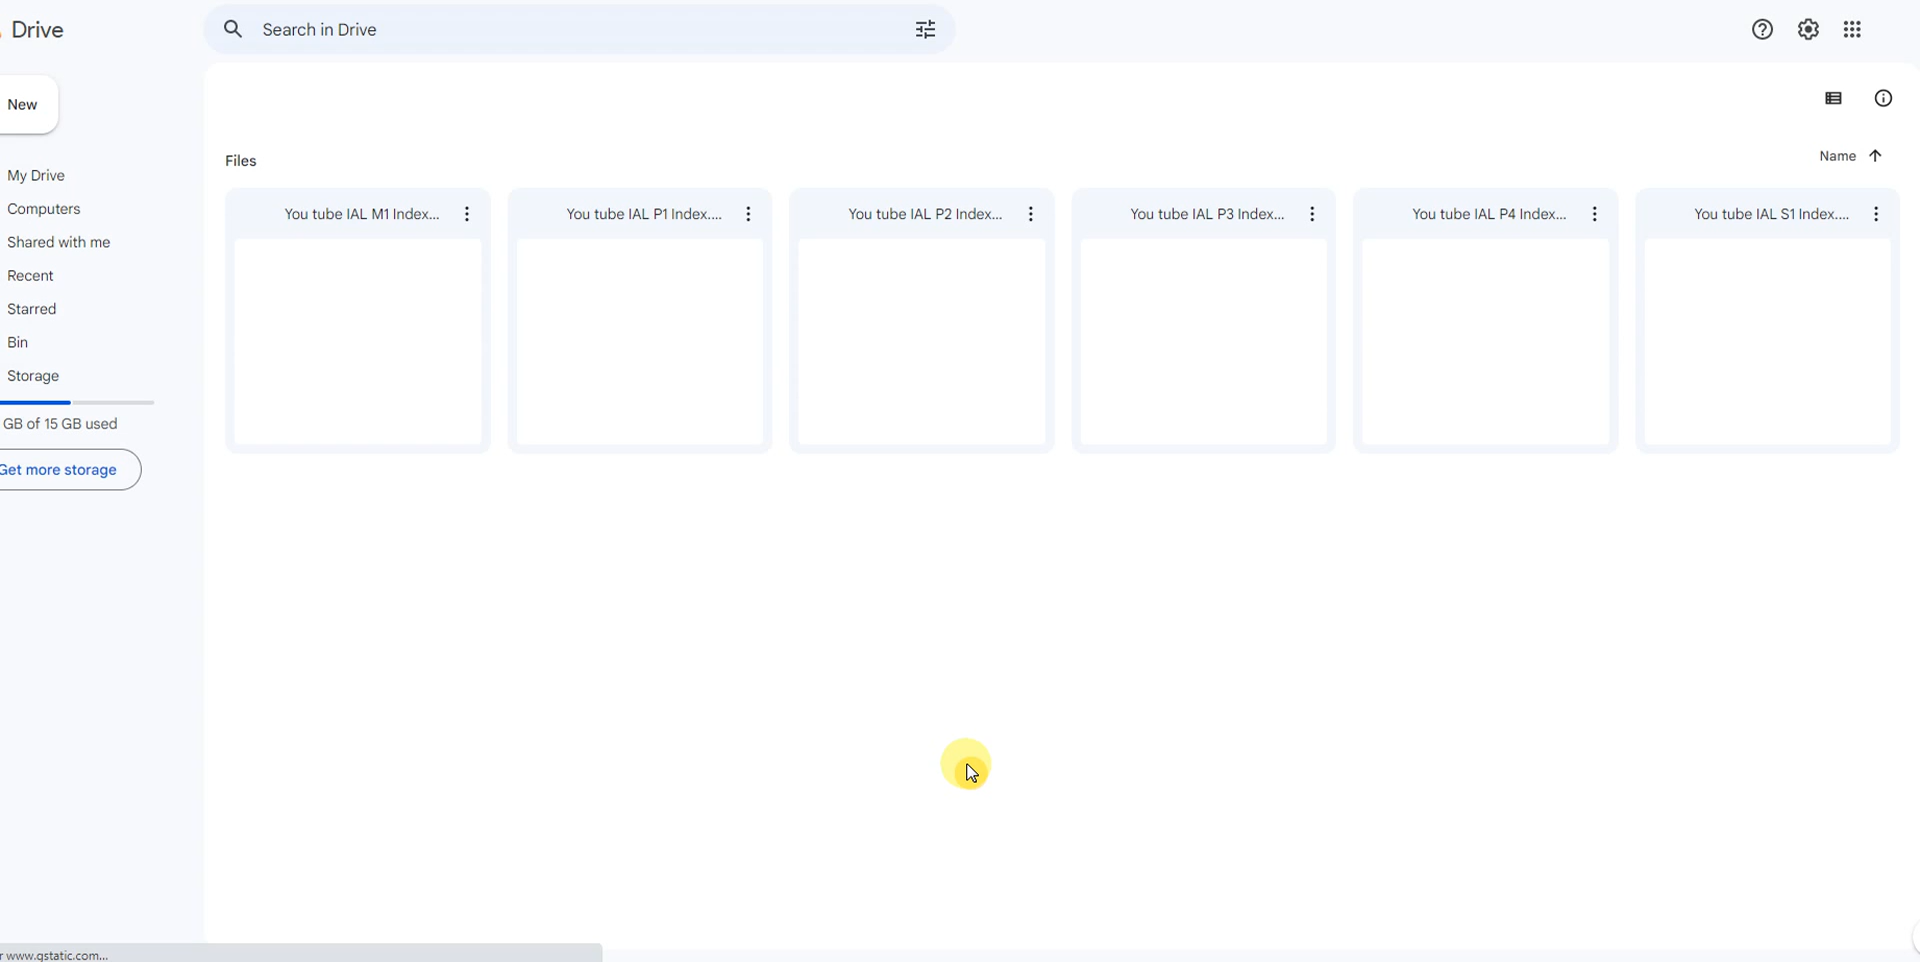 Drive
Search in Drive
New
My Drive
Computers
Shared with me
Recent
Starred
Bin
Storage
GB of 15 GB used
Get more storage
Files
Name
You tube IAL M1 Index...
You tube IAL P1 Index....
You tube IAL P2 Index...
You tube IAL P3 Index...
You tube IAL P4 Index...
You tube IAL S1 Index....
r www.gstatic.com...